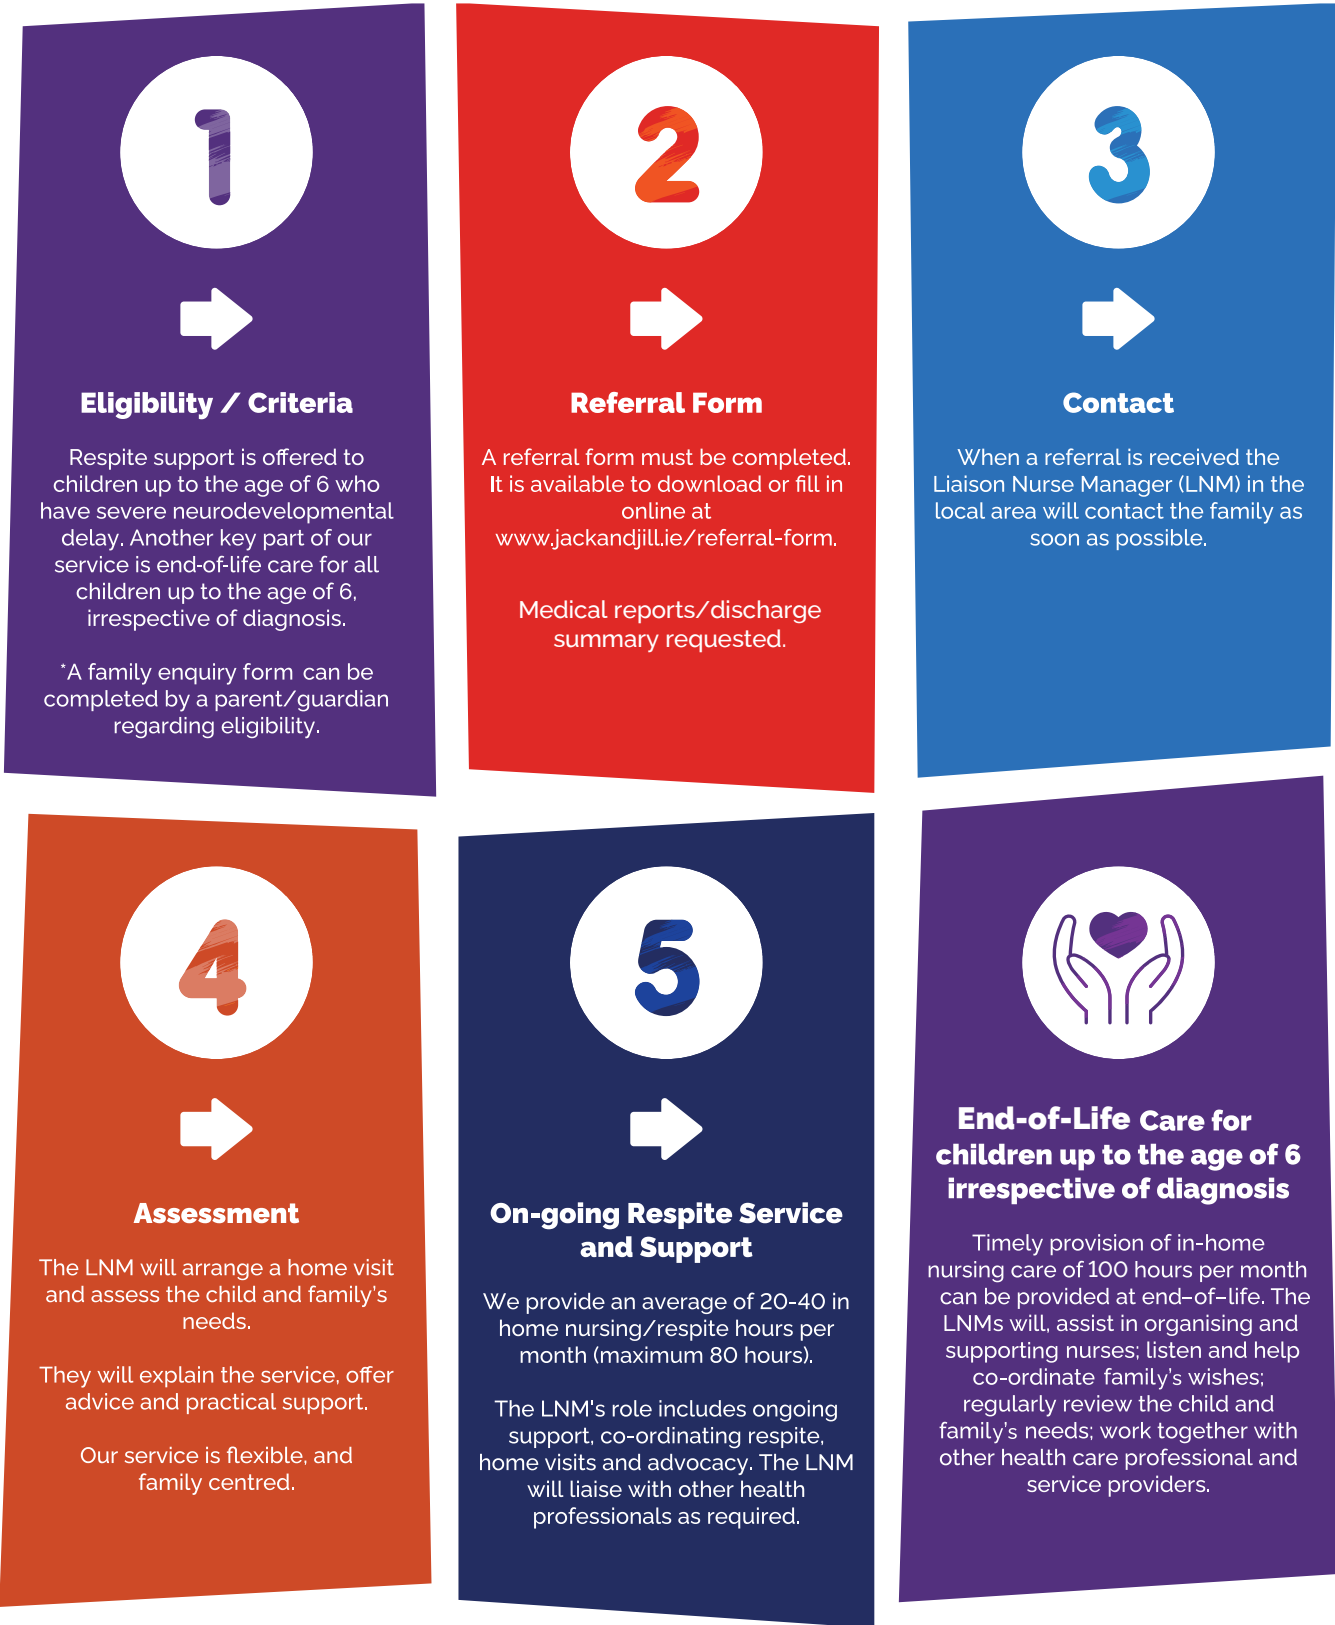 1
Eligibility / Criteria
Respite support is offered to
children up to the age of 6 who
have severe neurodevelopmental
delay. Another key part of our
service is end-of-life care for all
children up to the age of 6,
irrespective of diagnosis.
*A family enquiry form can be
completed by a parent/guardian
regarding eligibility.
2
Referral Form
A referral form must be completed.
It is available to download or fill in
online at
www.jackandjill.ie/referral-form.
Medical reports/discharge
summary requested.
3
Contact
When a referral is received the
Liaison Nurse Manager (LNM) in the
local area will contact the family as
soon as possible.
4
Assessment
The LNM will arrange a home visit
and assess the child and family's
needs.
They will explain the service, offer
advice and practical support.
Our service is flexible, and
family centred.
5
On-going Respite Service
and Support
We provide an average of 20-40 in
home nursing/respite hours per
month (maximum 80 hours).
The LNM's role includes ongoing
support, co-ordinating respite,
home visits and advocacy. The LNM
will liaise with other health
professionals as required.
End-of-Life Care for
children up to the age of 6
irrespective of diagnosis
Timely provision of in-home
nursing care of 100 hours per month
can be provided at end–of–life. The
LNMs will, assist in organising and
supporting nurses; listen and help
co-ordinate family's wishes;
regularly review the child and
family's needs; work together with
other health care professional and
service providers.